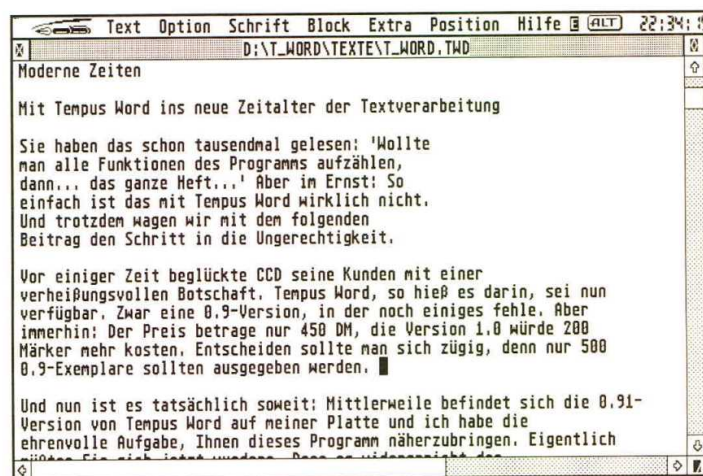 Text Option Schrift Block Extra Position Hilfe E ALT 22:34:
D:\T_WORD\TEXTE\T_WORD.TWD
Moderne Zeiten
Mit Tempus Word ins neue Zeitalter der Textverarbeitung
Sie haben das schon tausendmal gelesen: 'Wollte
man alle Funktionen des Programms aufzählen,
dann... das ganze Heft...' Aber im Ernst: So
einfach ist das mit Tempus Word wirklich nicht.
Und trotzdem wagen wir mit dem folgenden
Beitrag den Schritt in die Ungerechtigkeit.
Vor einiger Zeit beglückte CCD seine Kunden mit einer
verheißungsvollen Botschaft. Tempus Word, so hieß es darin, sei nun
verfügbar. Zwar eine 0.9-Version, in der noch einiges fehle. Aber
immerhin: Der Preis betrage nur 450 DM, die Version 1.0 würde 200
Märker mehr kosten. Entscheiden sollte man sich zügig, denn nur 500
0.9-Exemplare sollten ausgegeben werden.
Und nun ist es tatsächlich soweit: Mittlerweile befindet sich die 0.91-
Version von Tempus Word auf meiner Platte und ich habe die
ehrenvolle Aufgabe, Ihnen dieses Programm näherzubringen. Eigentlich